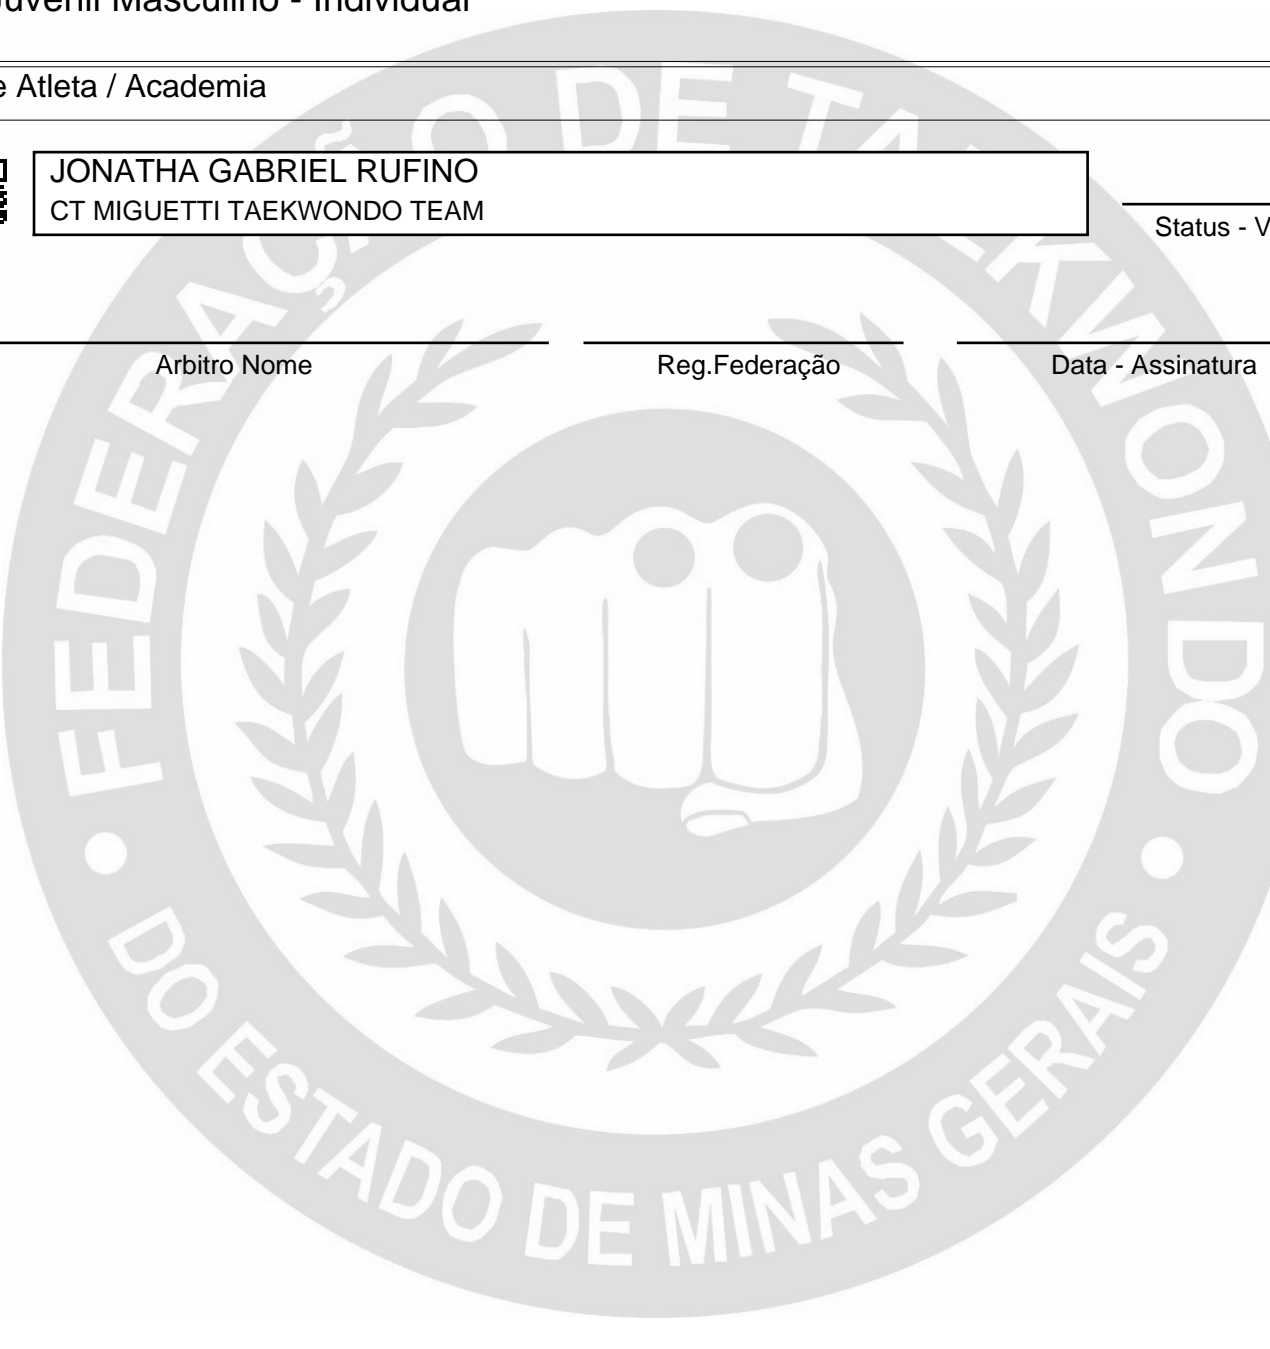 Juvenil Masculino - Individual
e Atleta / Academia
JONATHA GABRIEL RUFINO
CT MIGUETTI TAEKWONDO TEAM
Status - V
Arbitro Nome
Reg.Federação
Data - Assinatura
FEDERAÇÃO DE TAEKWONDO
DO ESTADO DE MINAS GERAIS